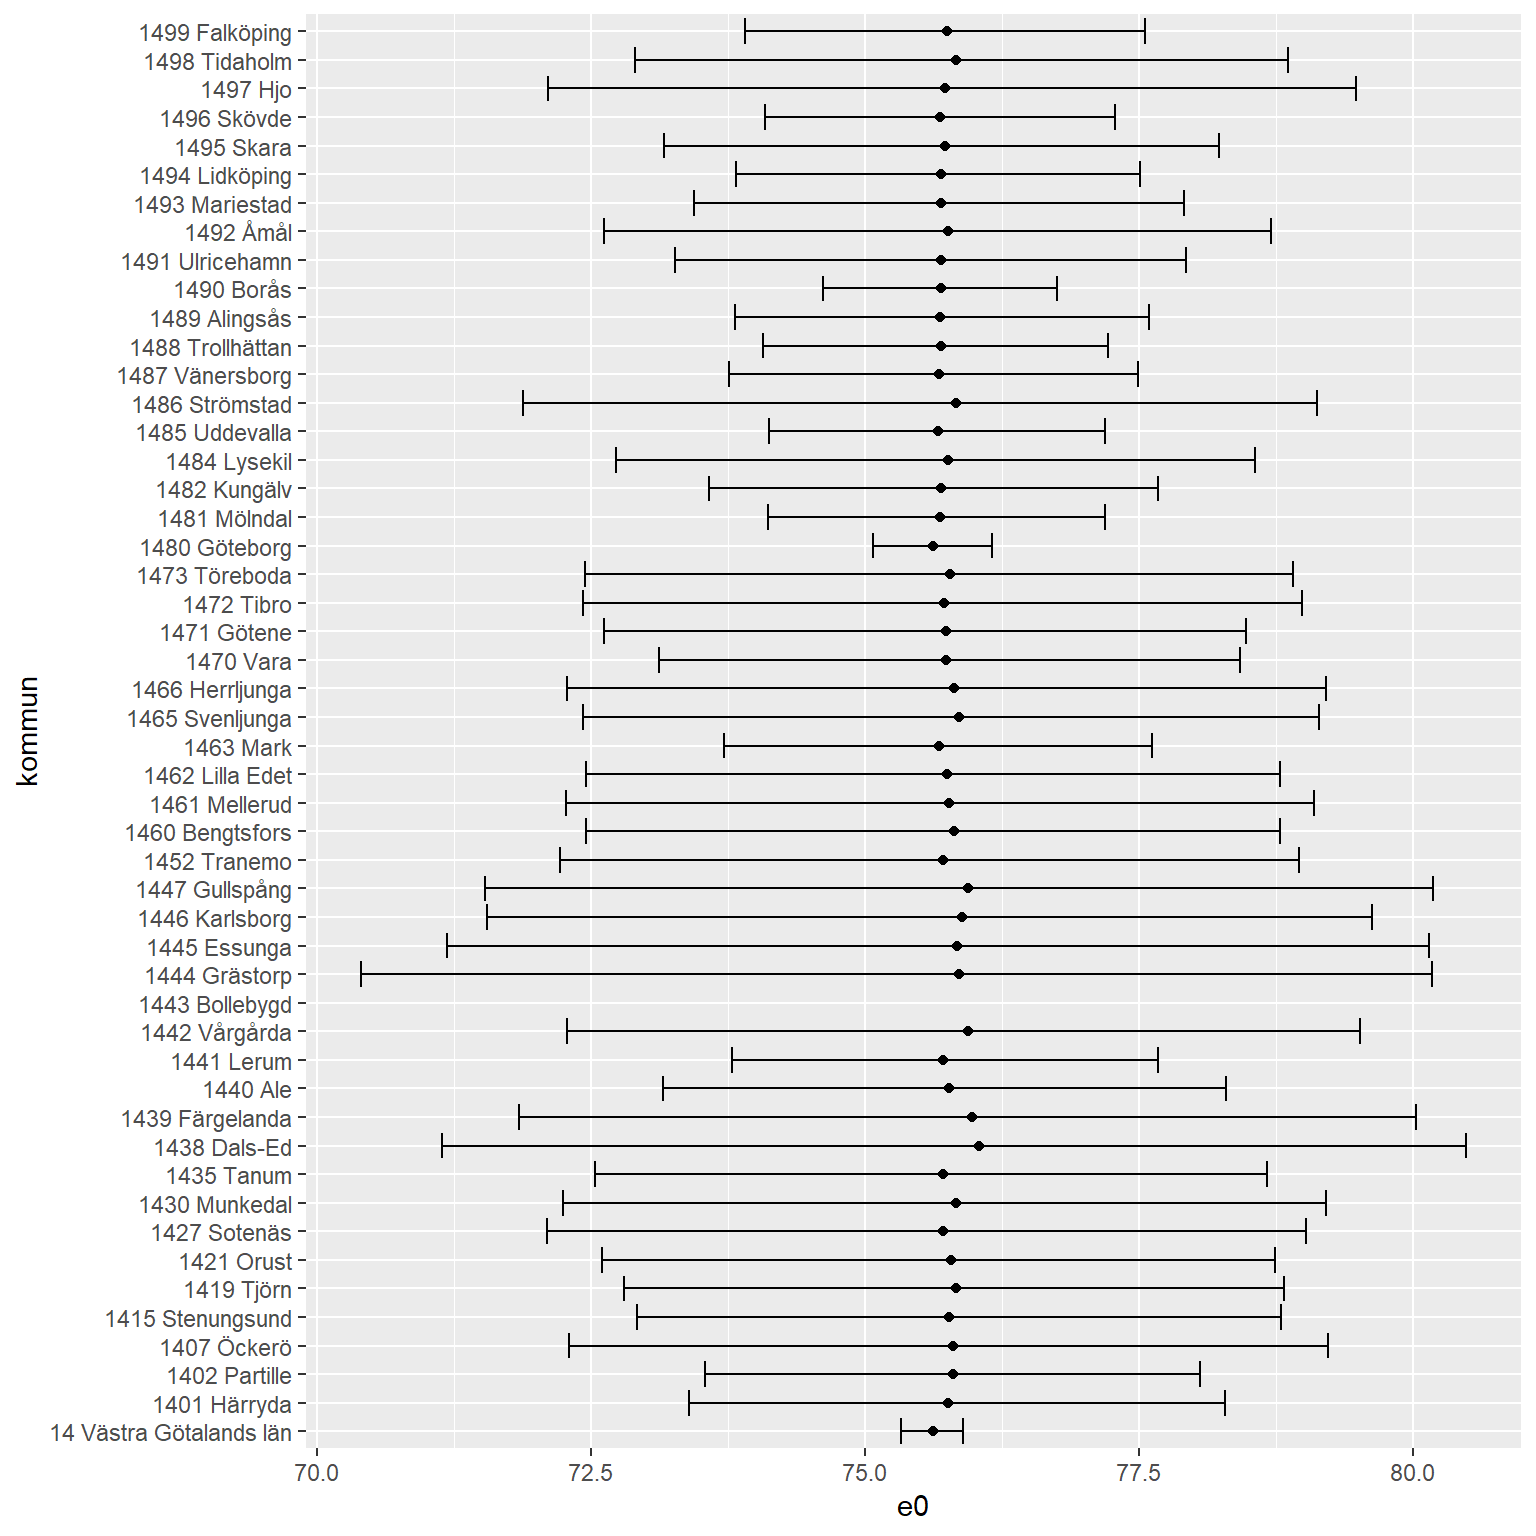 1499 Falköping
1498 Tidaholm
1497 Hjo
1496 Skövde
1495 Skara
1494 Lidköping
1493 Mariestad
1492 Åmål
1491 Ulricehamn
1490 Borås
1489 Alingsås
1488 Trollhättan
1487 Vänersborg
1486 Strömstad
1485 Uddevalla
1484 Lysekil
1482 Kungälv
1481 Mölndal
1480 Göteborg
1473 Töreboda
1472 Tibro
1471 Götene
1470 Vara
1466 Herrljunga
1465 Svenljunga
1463 Mark
1462 Lilla Edet
1461 Mellerud
1460 Bengtsfors
1452 Tranemo
1447 Gullspång
1446 Karlsborg
1445 Essunga
1444 Grästorp
1443 Bollebygd
1442 Vårgårda
1441 Lerum
1440 Ale
1439 Färgelanda
1438 Dals-Ed
1435 Tanum
1430 Munkedal
1427 Sotenäs
1421 Orust
1419 Tjörn
1415 Stenungsund
1407 Öckerö
1402 Partille
1401 Härryda
14 Västra Götalands län
kommun
70.0 72.5 75.0 77.5 80.0
e0